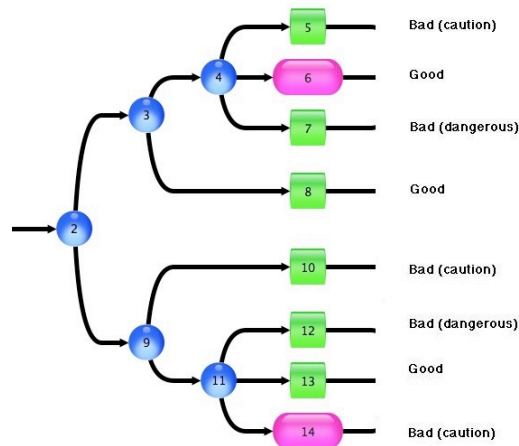 5 Bad (caution)
4 6 Good
3
7 Bad (dangerous)
8 Good
2
10 Bad (caution)
12 Bad (dangerous)
9
11 13 Good
14 Bad (caution)